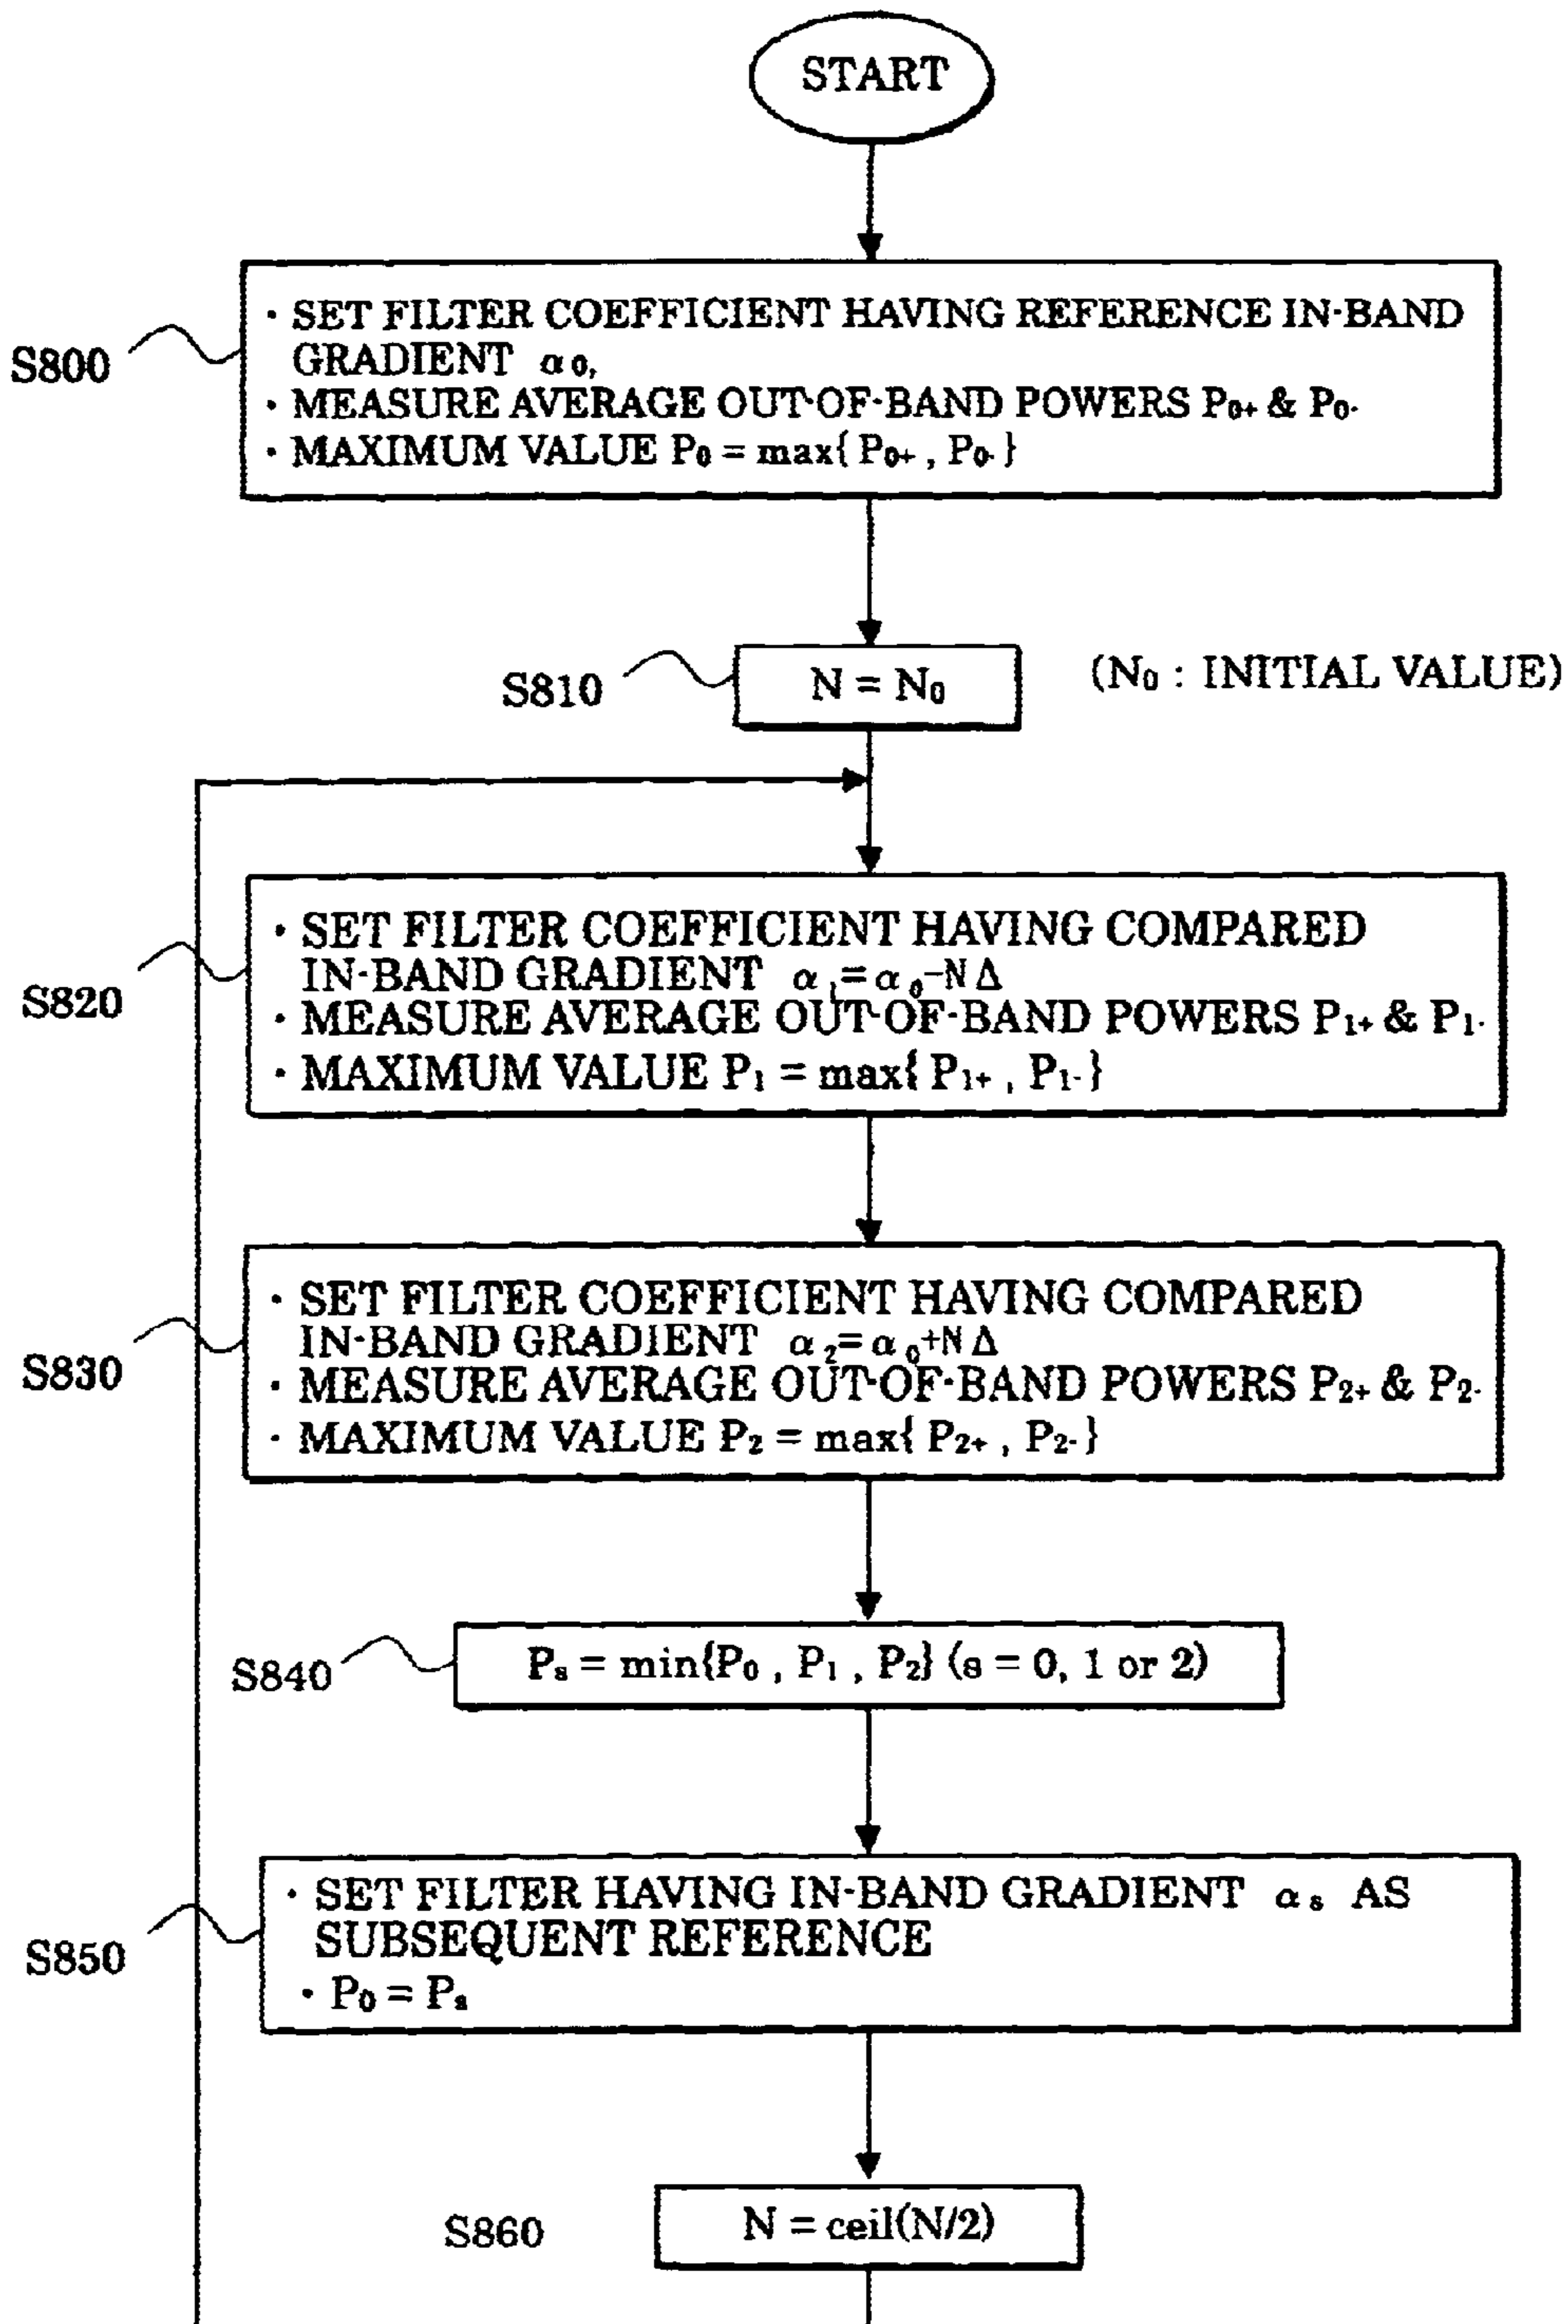 START
· SET FILTER COEFFICIENT HAVING REFERENCE IN-BAND
GRADIENT α0,
· MEASURE AVERAGE OUT-OF-BAND POWERS P0+ & P0-
· MAXIMUM VALUE P0 = max{ P0+ , P0- }
S800
S810
N = N0
(N0 : INITIAL VALUE)
· SET FILTER COEFFICIENT HAVING COMPARED
IN-BAND GRADIENT α1=α0-NΔ
· MEASURE AVERAGE OUT-OF-BAND POWERS P1+ & P1-
· MAXIMUM VALUE P1 = max{ P1+ , P1- }
S820
· SET FILTER COEFFICIENT HAVING COMPARED
IN-BAND GRADIENT α2=α0+NΔ
· MEASURE AVERAGE OUT-OF-BAND POWERS P2+ & P2-
· MAXIMUM VALUE P2 = max{ P2+ , P2- }
S830
S840
Ps = min{P0 , P1 , P2} (s = 0, 1 or 2)
· SET FILTER HAVING IN-BAND GRADIENT αs AS
SUBSEQUENT REFERENCE
· P0 = Ps
S850
S860
N = ceil(N/2)